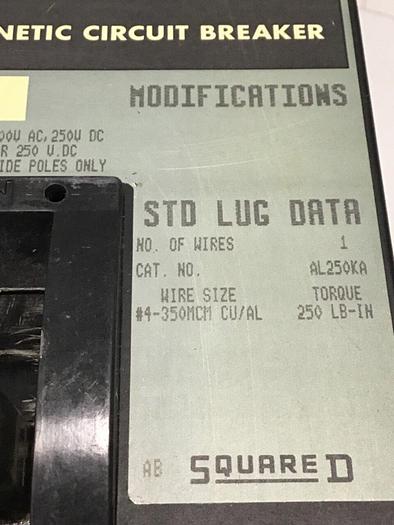 NETIC CIRCUIT BREAKER
MODIFICATIONS
00V AC, 250V DC
R 250 V.DC
IDE POLES ONLY
STD LUG DATA
NO. OF WIRES 1
CAT. NO. AL250KA
WIRE SIZE TORQUE
#4-350MCM CU/AL 250 LB-IN
AB SQUARE D